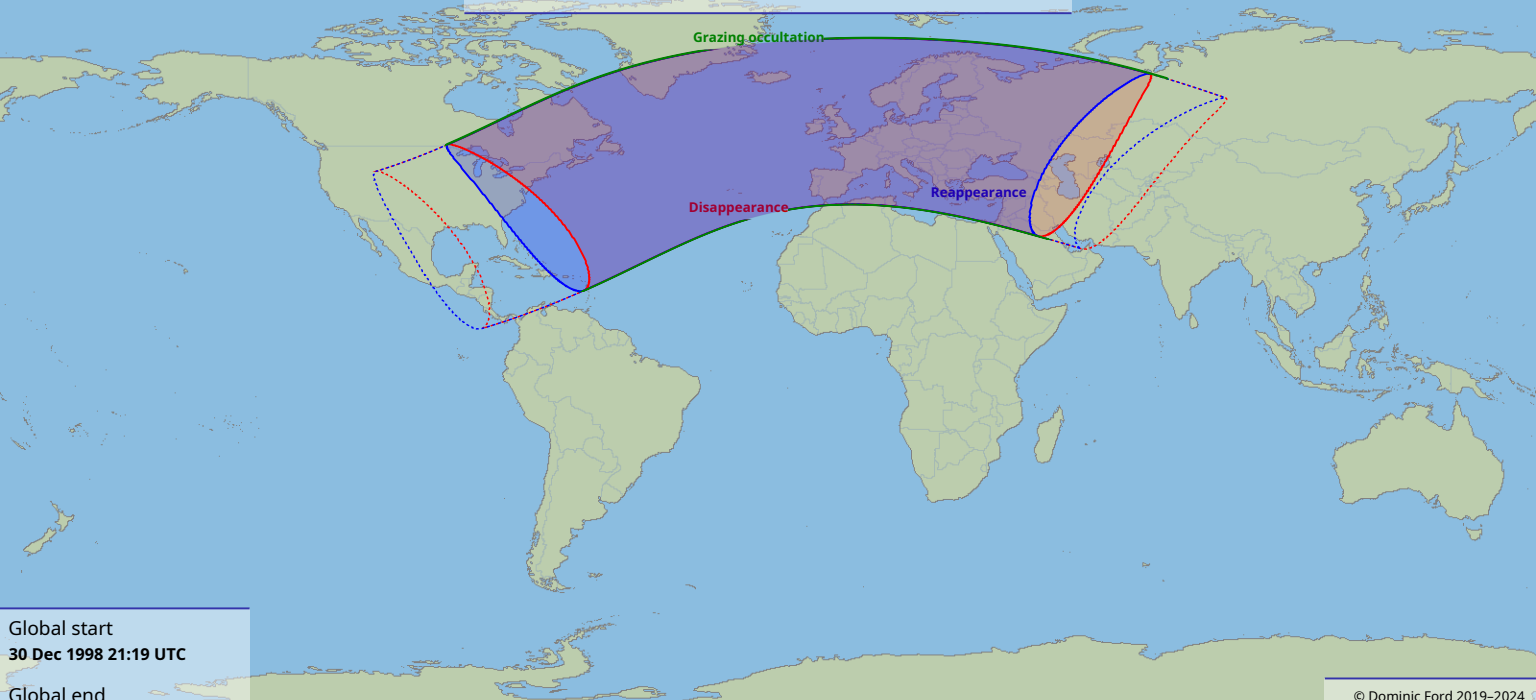 Grazing occultation
Reappearance
Disappearance
Global start
30 Dec 1998 21:19 UTC
Global end
© Dominic Ford 2019–2024